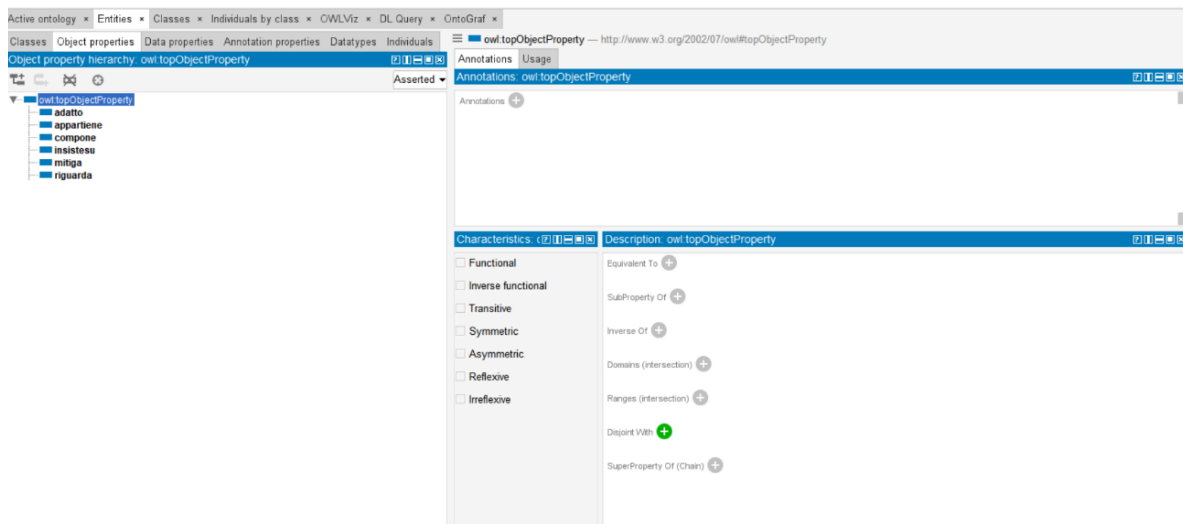 Active ontology × Entities × Classes × Individuals by class × OWLViz × DL Query × OntoGraf ×
Classes Object properties Data properties Annotation properties Datatypes Individuals
Object property hierarchy: owl:topObjectProperty
Asserted
owl:topObjectProperty
adatto
appartiene
compone
insistesu
mitiga
riguarda
owl:topObjectProperty — http://www.w3.org/2002/07/owl#topObjectProperty
Annotations Usage
Annotations: owl:topObjectProperty
Annotations
Characteristics:
Functional
Inverse functional
Transitive
Symmetric
Asymmetric
Reflexive
Irreflexive
Description: owl:topObjectProperty
Equivalent To
SubProperty Of
Inverse Of
Domains (intersection)
Ranges (intersection)
Disjoint With
SuperProperty Of (Chain)